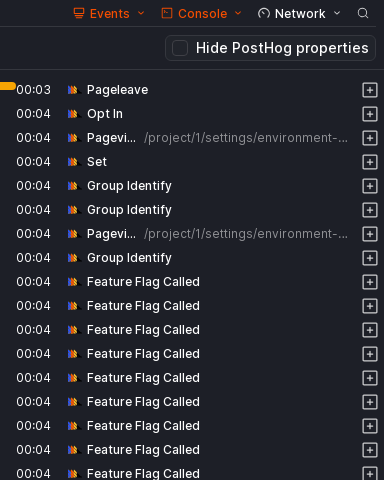 Events Console Network
Hide PostHog properties
00:03 Pageleave
00:04 Opt In
00:04 Pagevi... /project/1/settings/environment-...
00:04 Set
00:04 Group Identify
00:04 Group Identify
00:04 Pagevi... /project/1/settings/environment-...
00:04 Group Identify
00:04 Feature Flag Called
00:04 Feature Flag Called
00:04 Feature Flag Called
00:04 Feature Flag Called
00:04 Feature Flag Called
00:04 Feature Flag Called
00:04 Feature Flag Called
00:04 Feature Flag Called
00:04 Feature Flag Called